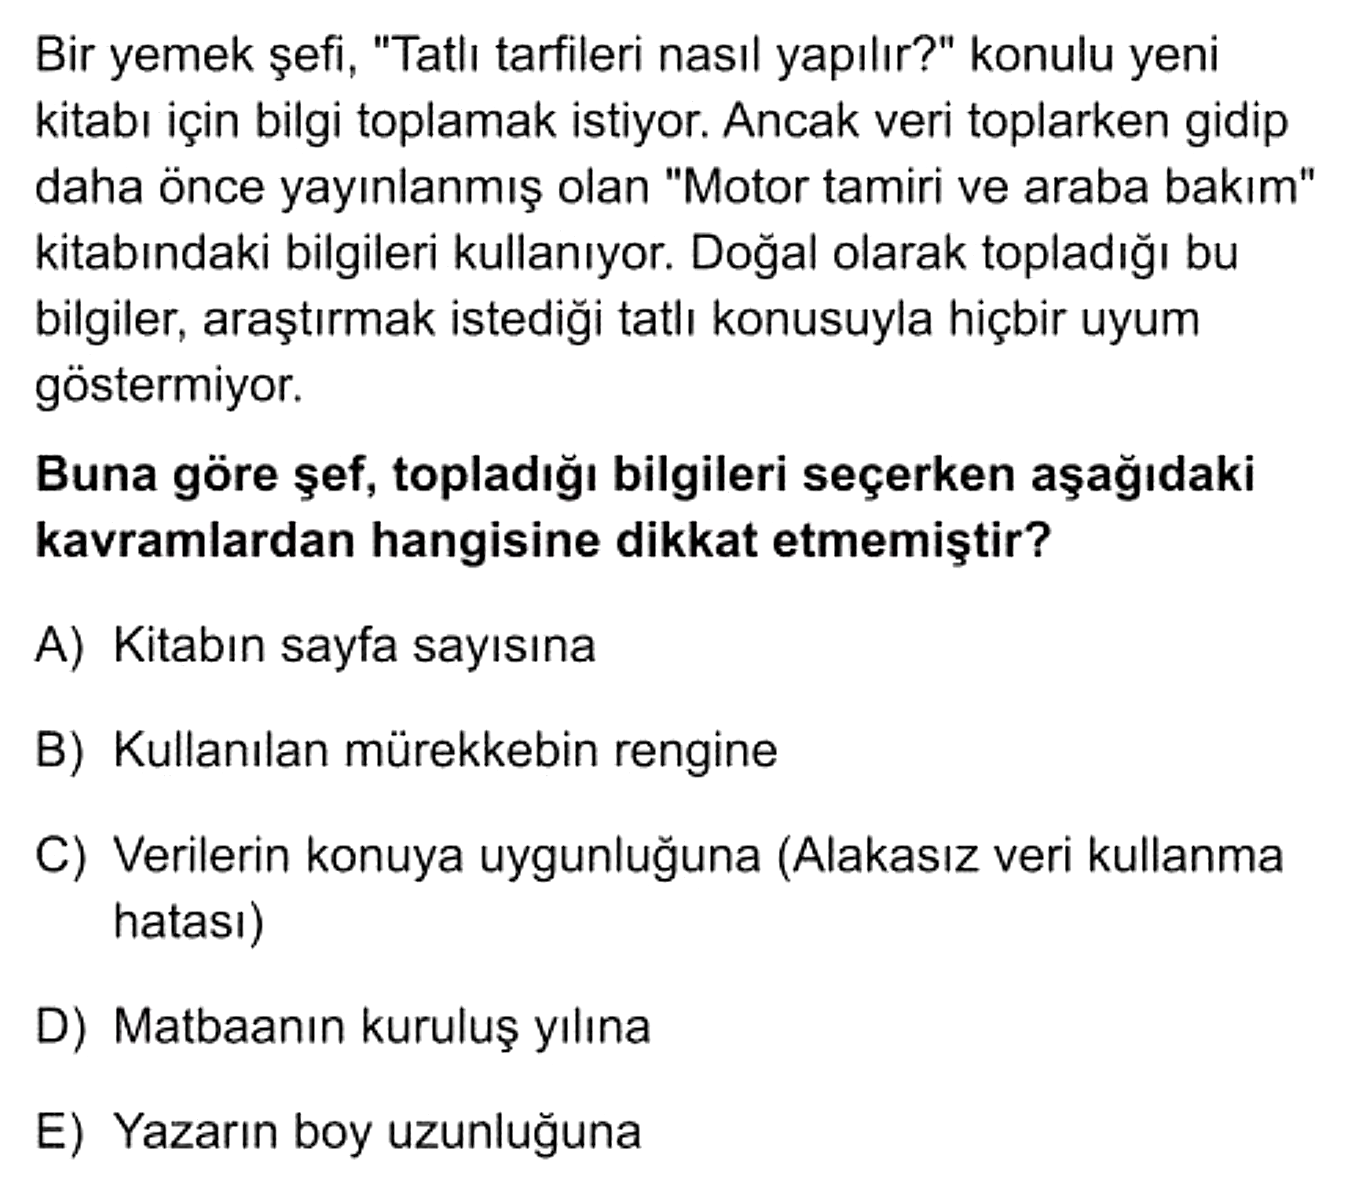 Bir yemek şefi, "Tatlı tarfileri nasıl yapılır?" konulu yeni
kitabı için bilgi toplamak istiyor. Ancak veri toplarken gidip
daha önce yayınlanmış olan "Motor tamiri ve araba bakım"
kitabındaki bilgileri kullanıyor. Doğal olarak topladığı bu
bilgiler, araştırmak istediği tatlı konusuyla hiçbir uyum
göstermiyor.
Buna göre şef, topladığı bilgileri seçerken aşağıdaki
kavramlardan hangisine dikkat etmemiştir?
A) Kitabın sayfa sayısına
B) Kullanılan mürekkebin rengine
C) Verilerin konuya uygunluğuna (Alakasız veri kullanma
hatası)
D) Matbaanın kuruluş yılına
E) Yazarın boy uzunluğuna